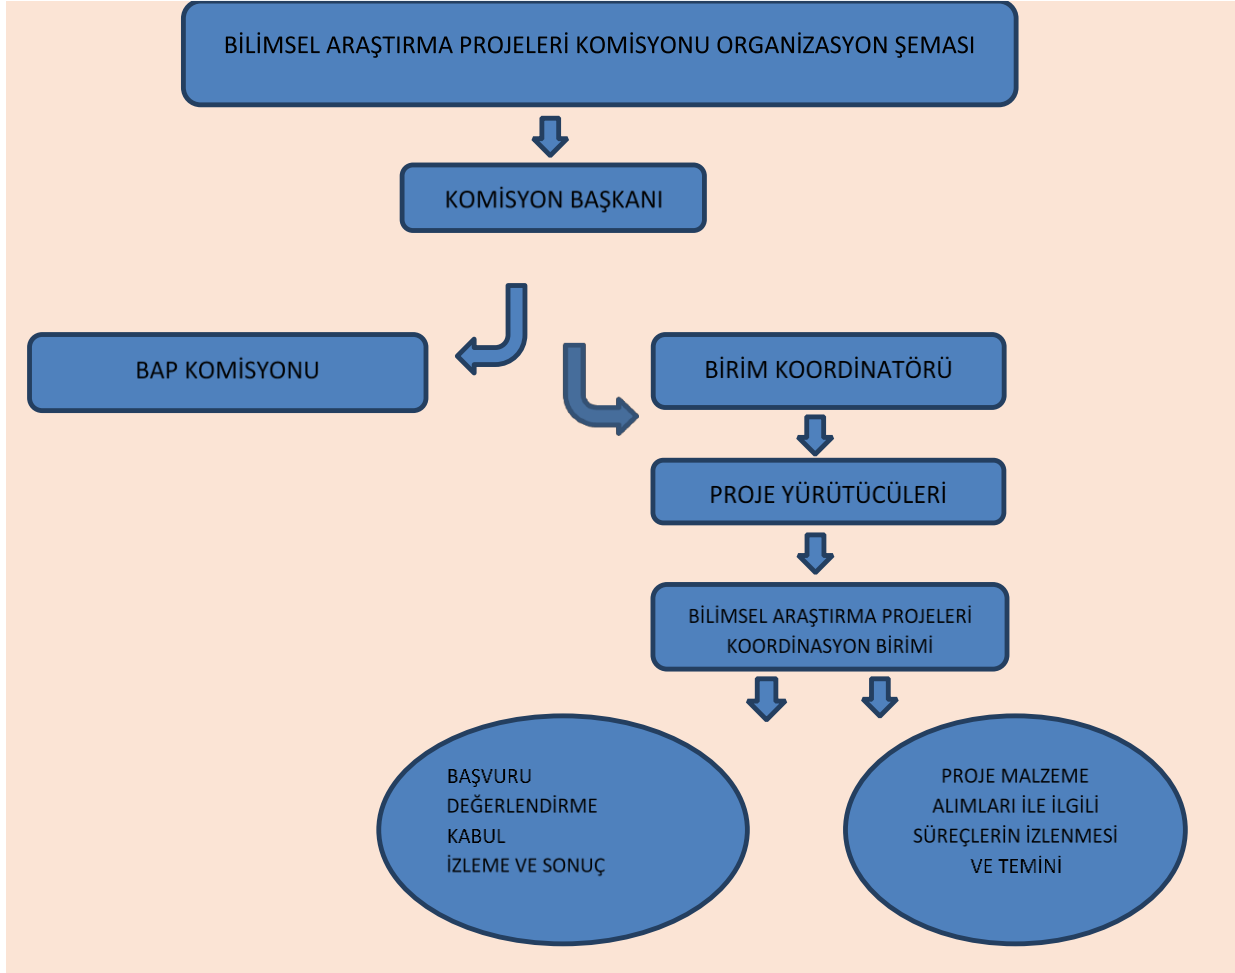 BİLİMSEL ARAŞTIRMA PROJELERİ KOMİSYONU ORGANİZASYON ŞEMASI
KOMİSYON BAŞKANI
BAP KOMİSYONU
BİRİM KOORDİNATÖRÜ
PROJE YÜRÜTÜCÜLERİ
BİLİMSEL ARAŞTIRMA PROJELERİ
KOORDİNASYON BİRİMİ
BAŞVURU
DEĞERLENDİRME
KABUL
İZLEME VE SONUÇ
PROJE MALZEME
ALIMLARI İLE İLGİLİ
SÜREÇLERİN İZLENMESİ
VE TEMİNİ